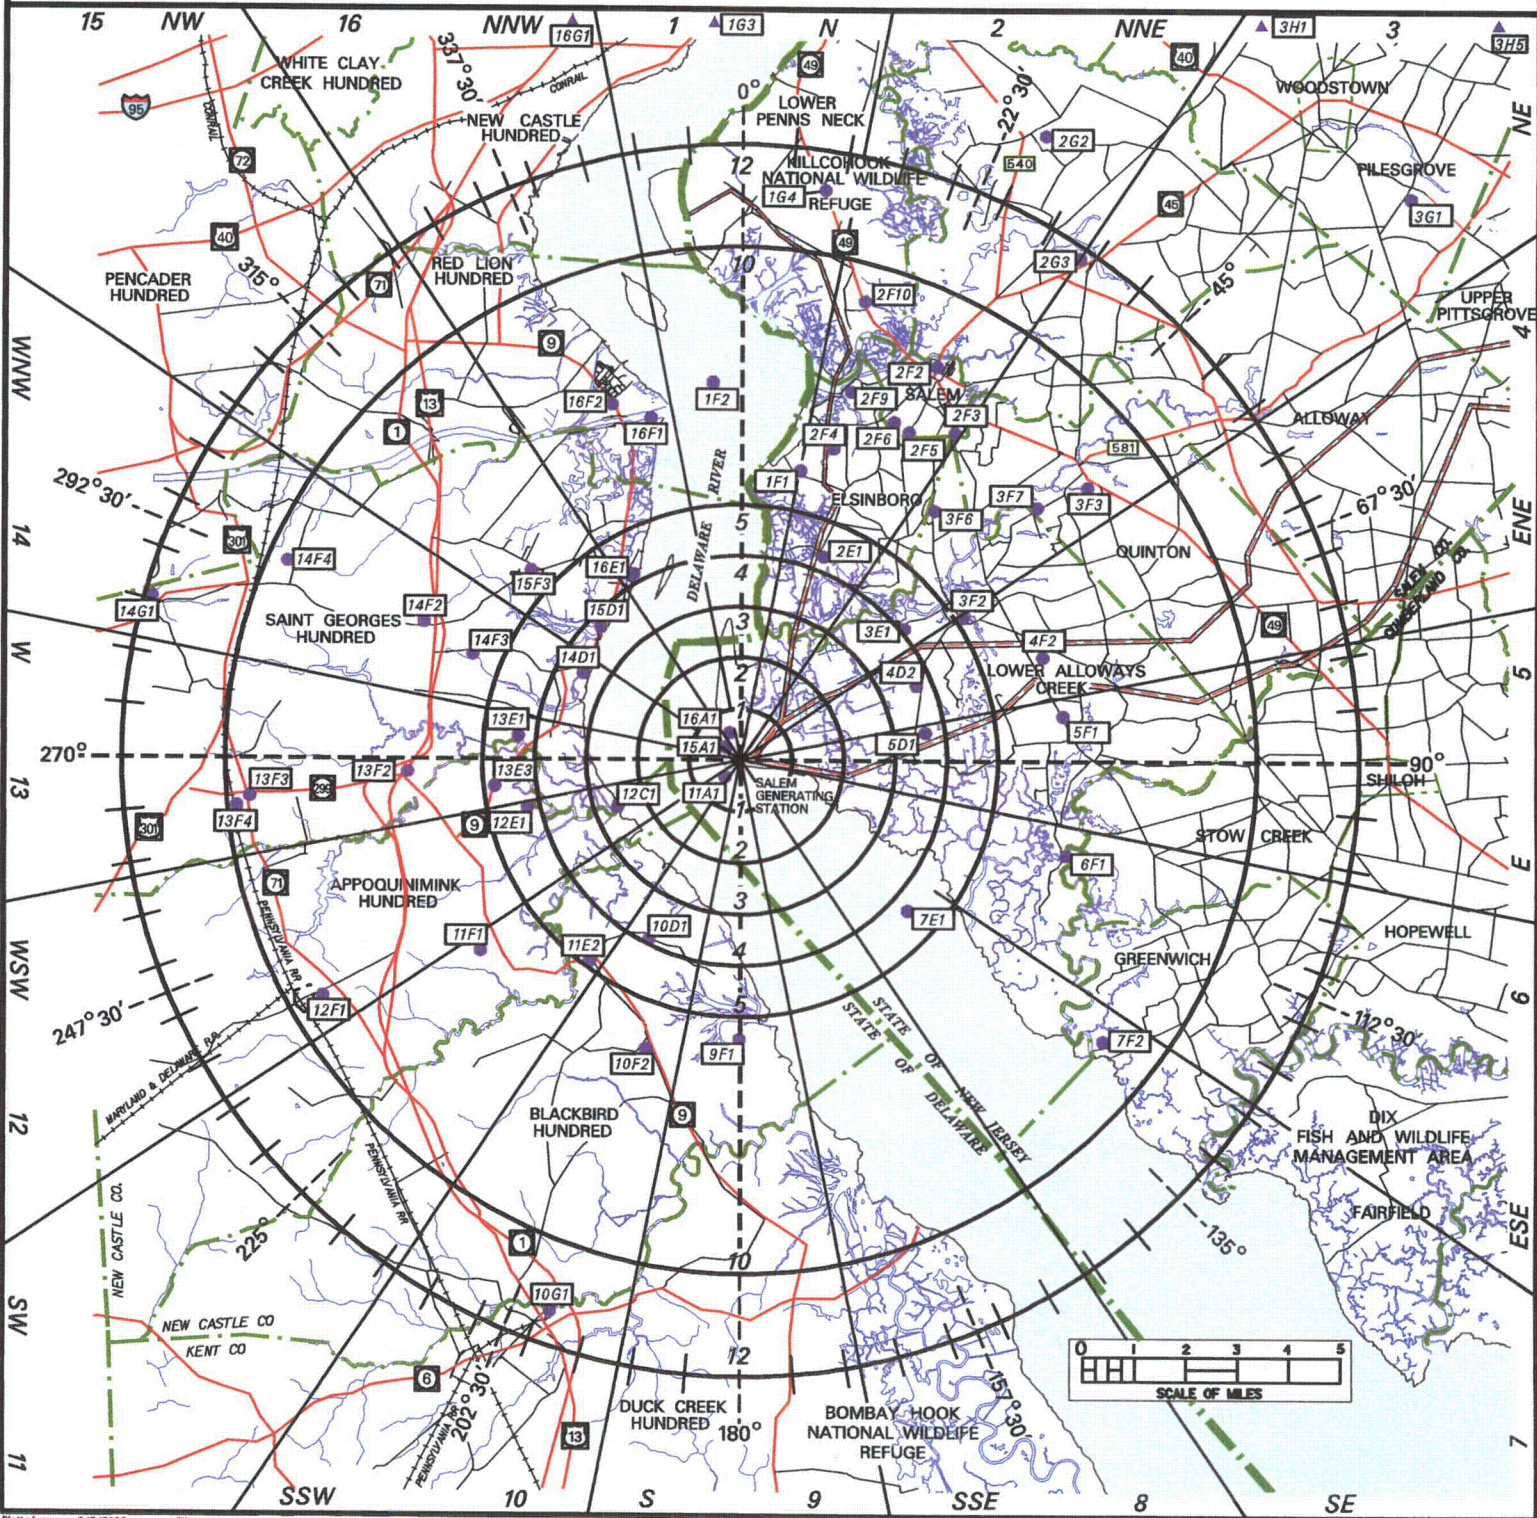 15 NW 16 NNW 16G1 1 1G3 N 2 NNE 3H1 3 3H5
WHITE CLAY
CREEK HUNDRED
337°30'
CONRAIL
49
0°
LOWER
PENNS NECK
22°30'
40
WOODSTOWN
NE
95
CONRAIL
NEW CASTLE
HUNDRED
72
12
KILLCOHOOK
NATIONAL WILDLIFE
REFUGE
1G4
540
2G2
PILESGROVE
45
3G1
40
315°
71
RED LION
HUNDRED
49
2G3
PENCADER
HUNDRED
10
45°
2F10
UPPER
PITTSGROVE
4
WNW
9
16F2
1F2
2F2
SALEM
2F9
2F3
13
1
16F1
2F4
2F6
2F5
ALLOWAY
581
RIVER
1F1
ELSINBORO
3F7
3F3
292°30'
67°30'
ENE
14
5
3F6
301
DELAWARE
2E1
QUINTON
14F4
15F3
16E1
4
SALEM CO.
CUMBERLAND CO.
14G1
14F2
15D1
3
3E1
3F2
49
SAINT GEORGES
HUNDRED
14F3
14D1
4F2
W
2
4D2
LOWER ALLOWAYS
CREEK
5
13E1
16A1
1
5F1
15A1
5D1
270°
90°
13
13F3
13F2
13E3
299
12C1
11A1
SALEM
GENERATING
STATION
SHILOH
13F4
12E1
1
301
9
STOW CREEK
E
2
6F1
71
APPOQUINIMINK
HUNDRED
3
PENNSYLVANIA RR
11F1
11E2
10D1
7E1
HOPEWELL
WSW
4
GREENWICH
12F1
5
6
247°30'
112°30'
STATE OF NEW JERSEY
STATE OF DELAWARE
10F2
9F1
7F2
MARYLAND & DELAWARE R.R.
12
BLACKBIRD
HUNDRED
9
DIX
FISH AND WILDLIFE
MANAGEMENT AREA
PENNSYLVANIA RR
NEW CASTLE CO.
225°
1
135°
FAIRFIELD
ESE
10
10G1
SW
NEW CASTLE CO
KENT CO
12
0 1 2 3 4 5
SCALE OF MILES
6
202°30'
157°30'
DUCK CREEK
HUNDRED
180°
BOMBAY HOOK
NATIONAL WILDLIFE
REFUGE
13
PENNSYLVANIA RR
11
7
SSW 10 S 9 SSE 8 SE